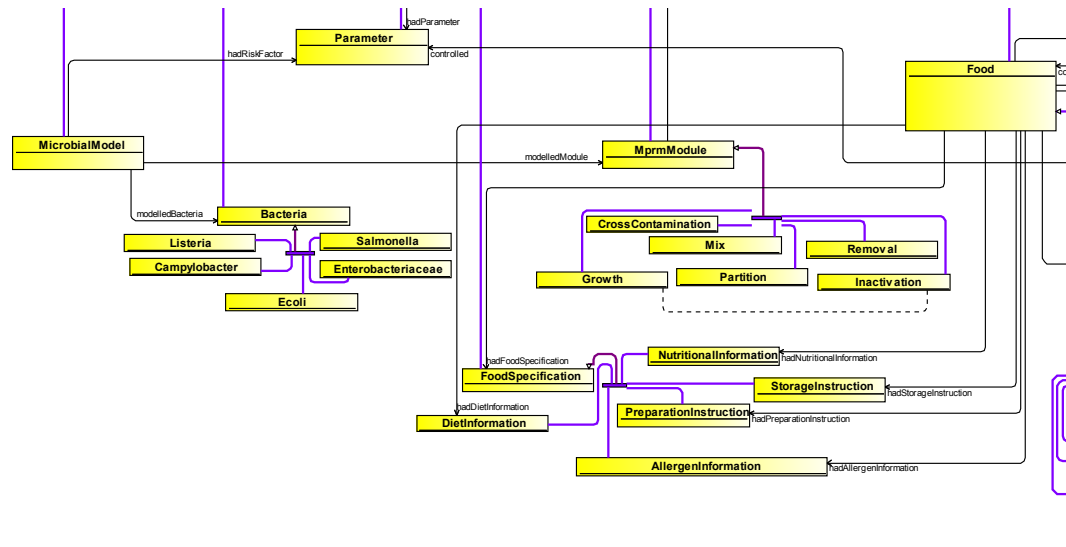 hadParameter
Parameter
hadRiskFactor
controlled
Food
MicrobialModel
MprmModule
modelledModule
modelledBacteria
Bacteria
CrossContamination
Listeria
Salmonella
Mix
Removal
Campylobacter
Enterobacteriaceae
Growth
Partition
Inactivation
Ecoli
NutritionalInformation
hadNutritionalInformation
hadFoodSpecification
FoodSpecification
StorageInstruction
hadStorageInstruction
hadDietInformation
PreparationInstruction
hadPreparationInstruction
DietInformation
AllergenInformation
hadAllergenInformation